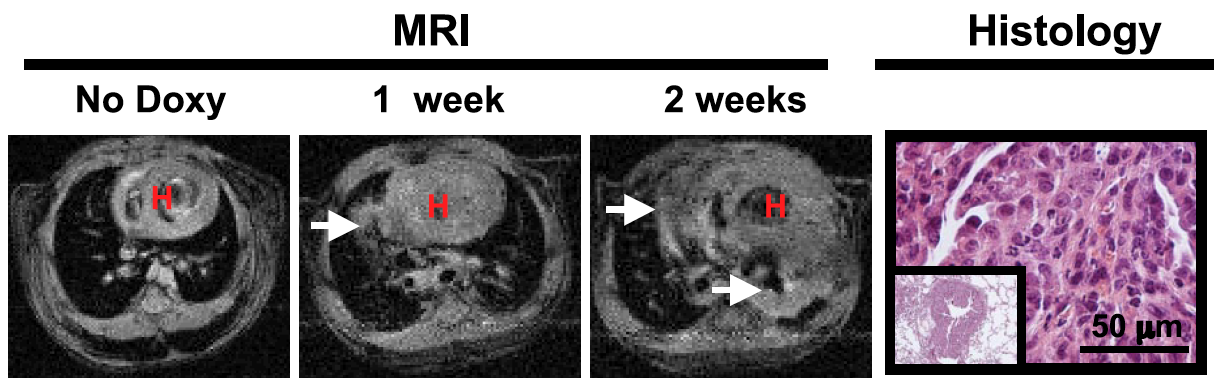 MRI
Histology
No Doxy
1 week
2 weeks
H
H
H
50 µm